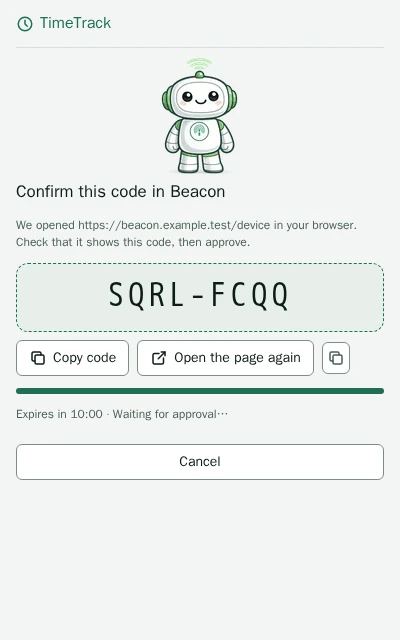 TimeTrack
Confirm this code in Beacon
We opened https://beacon.example.test/device in your browser.
Check that it shows this code, then approve.
SQRL-FCQQ
Copy code
Open the page again
Expires in 10:00 · Waiting for approval···
Cancel